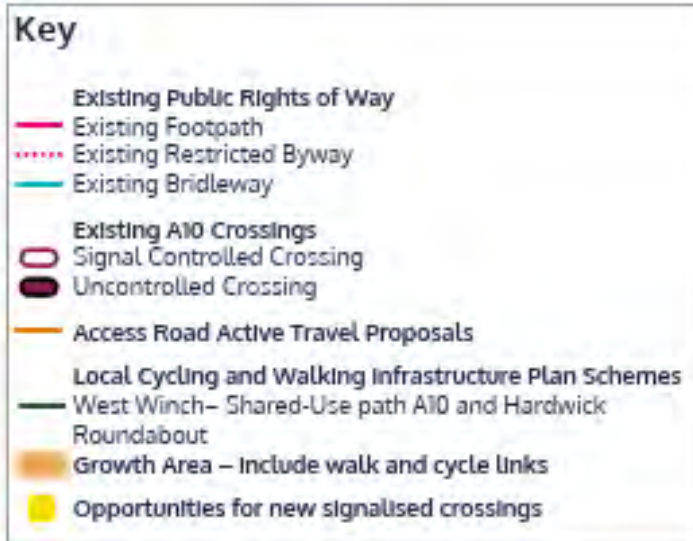 Key
Existing Public Rights of Way
Existing Footpath
Existing Restricted Byway
Existing Bridleway
Existing A10 Crossings
Signal Controlled Crossing
Uncontrolled Crossing
Access Road Active Travel Proposals
Local Cycling and Walking Infrastructure Plan Schemes
West Winch– Shared-Use path A10 and Hardwick
Roundabout
Growth Area – Include walk and cycle links
Opportunities for new signalised crossings